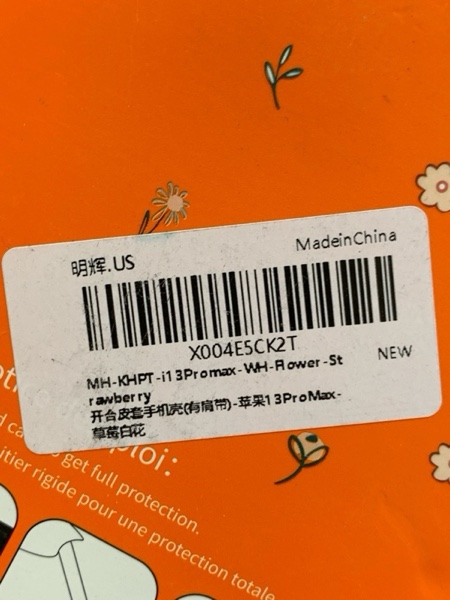 明辉.US
MadeinChina
X004E5CK2T
NEW
MH-KHPT-i13Promax-WH-Flower-St
rawberry
开合皮套手机壳(有肩带)-苹果13ProMax-
草莓白花
ploi:
get full protection.
itier rigide pour une protection totale